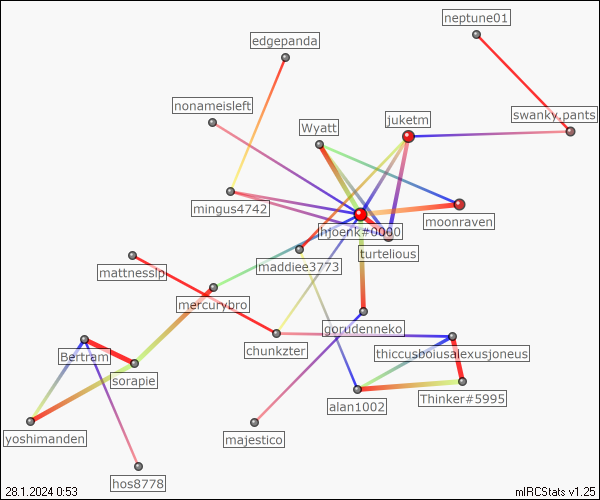 neptune01
edgepanda
nonameisleft
swanky,pants
juketm
Wyatt
mingus4742
moonraven
hjoenk#0000
turtelious
maddiee3773
mattnesslp
mercurybro
gorudenneko
chunkzter
thiccusboiusalexusjoneus
Bertram
sorapie
Thinker#5995
alan1002
yoshimanden
majestico
hos8778
28.1.2024 0:53
mIRCStats v1.25